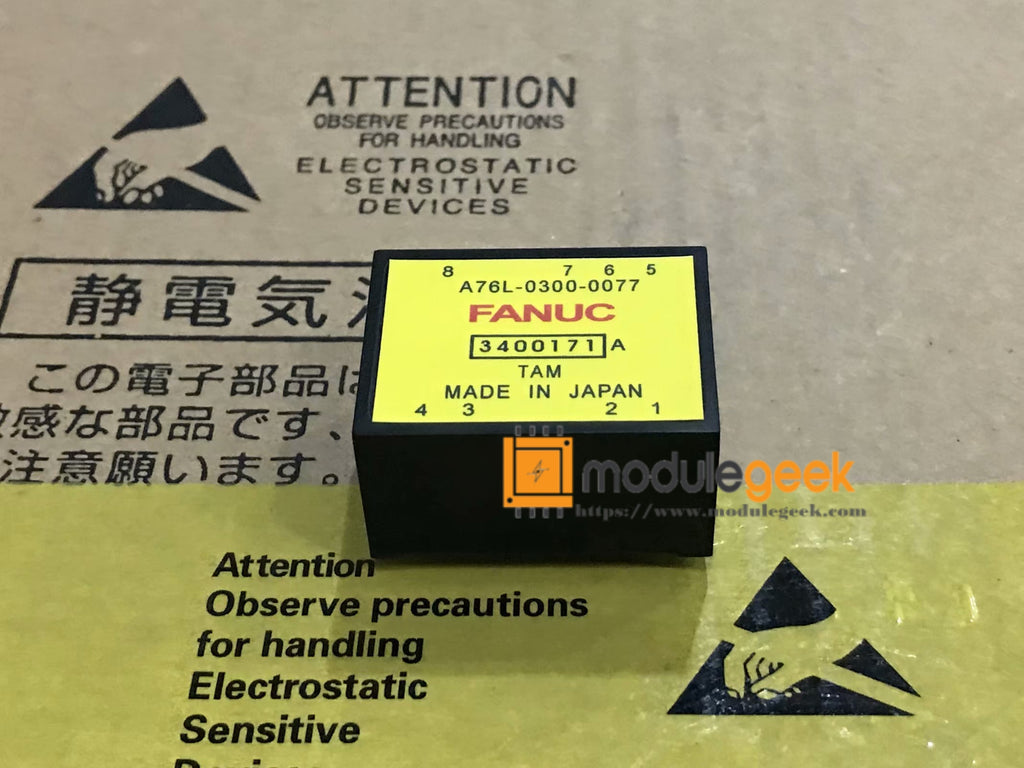 ATTENTION
OBSERVE PRECAUTIONS
FOR HANDLING
ELECTROSTATIC
SENSITIVE
DEVICES
静電気
この電子部品は
敏感な部品です、
注意願います。
8 7 6 5
A76L-0300-0077
FANUC
3400171 A
TAM
MADE IN JAPAN
4 3 2 1
modulegeek
https://www.modulegeek.com
Attention
Observe precautions
for handling
Electrostatic
Sensitive